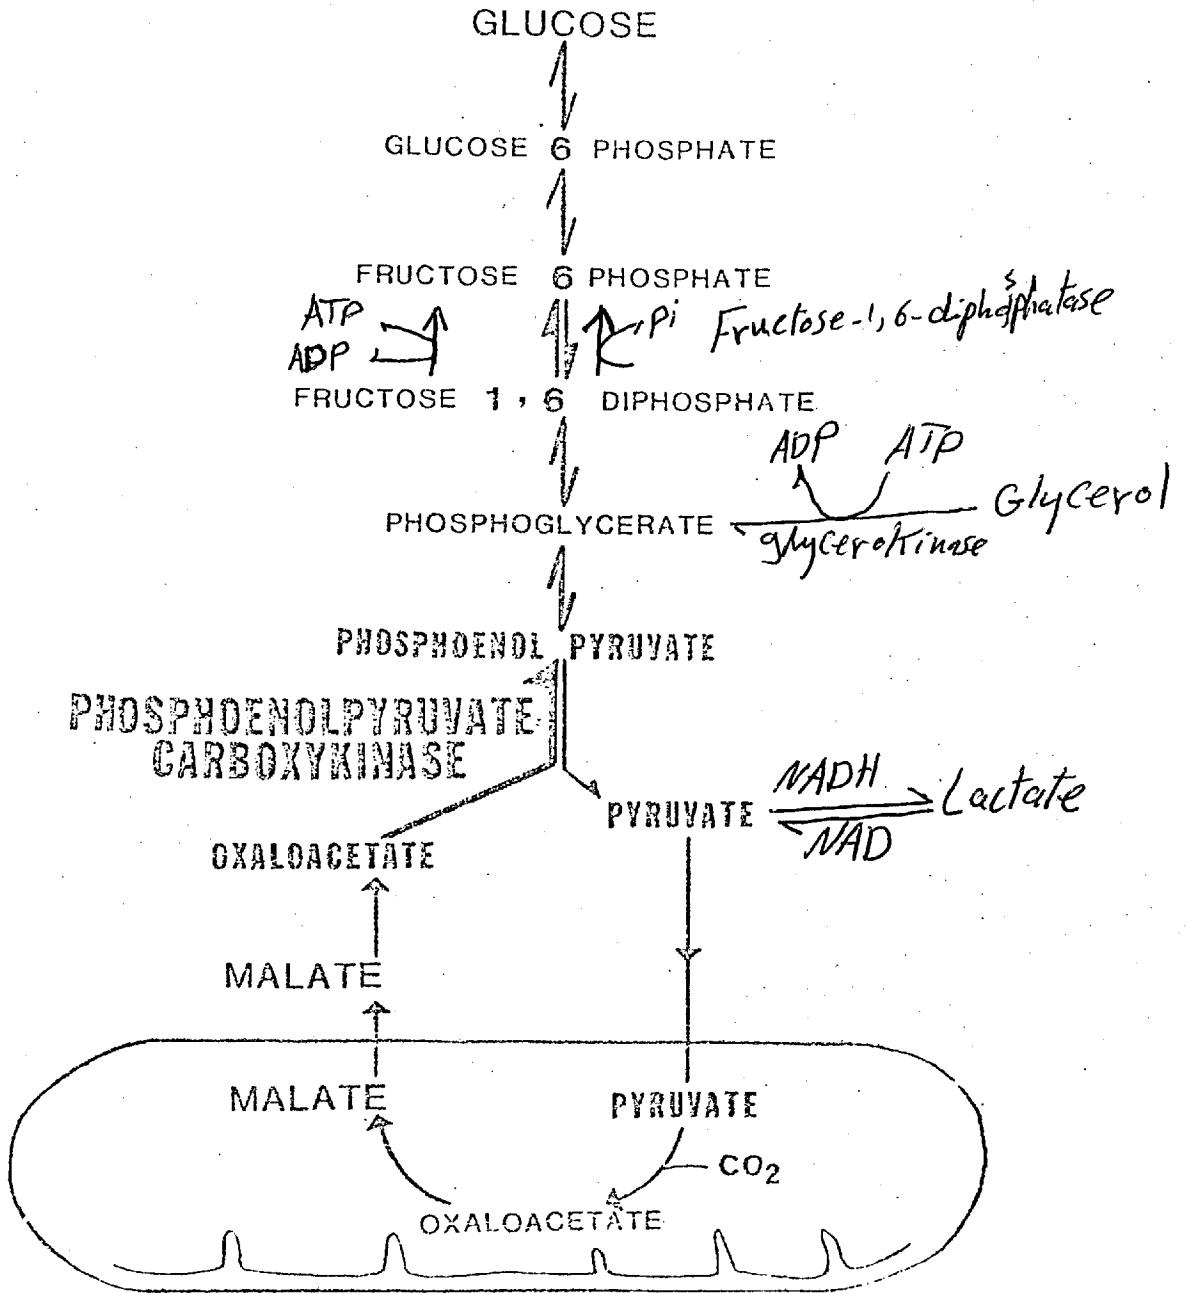 GLUCOSE
GLUCOSE 6 PHOSPHATE
FRUCTOSE 6 PHOSPHATE
ATP
ADP
Pi
Fructose-1,6-diphosphatase
FRUCTOSE 1,6 DIPHOSPHATE
ADP ATP
Glycerol
PHOSPHOGLYCERATE
glycerokinase
PHOSPHOENOL PYRUVATE
PHOSPHOENOLPYRUVATE
CARBOXYKINASE
NADH
Lactate
PYRUVATE
NAD
OXALOACETATE
MALATE
MALATE
PYRUVATE
CO2
OXALOACETATE